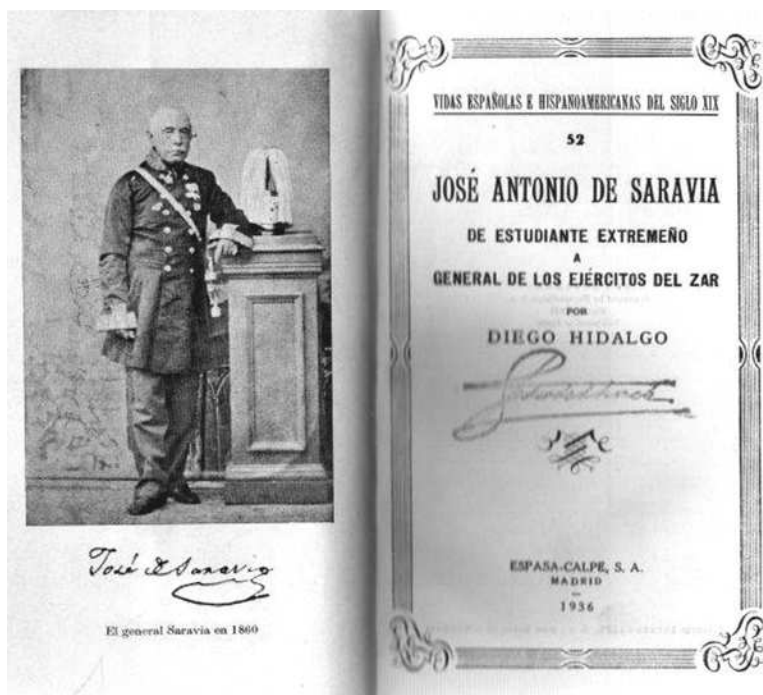 José de Saravia
El general Saravia en 1860
VIDAS ESPAÑOLAS E HISPANOAMERICANAS DEL SIGLO XIX
52
JOSÉ ANTONIO DE SARAVIA
DE ESTUDIANTE EXTREMEÑO
A
GENERAL DE LOS EJÉRCITOS DEL ZAR
POR
DIEGO HIDALGO
ESPASA-CALPE, S. A.
MADRID
1936